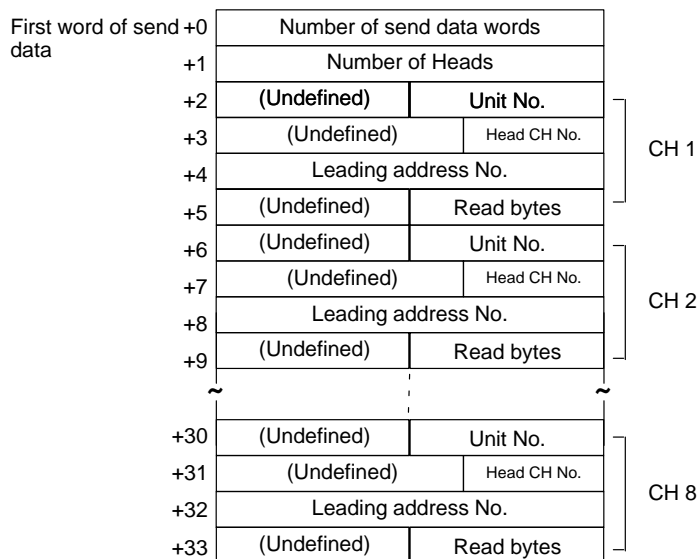 First word of send +0 Number of send data words
data
+1 Number of Heads
+2 (Undefined) Unit No.
+3 (Undefined) Head CH No.
CH 1
+4 Leading address No.
+5 (Undefined) Read bytes
+6 (Undefined) Unit No.
+7 (Undefined) Head CH No.
CH 2
+8 Leading address No.
+9 (Undefined) Read bytes
~ ~
+30 (Undefined) Unit No.
+31 (Undefined) Head CH No.
CH 8
+32 Leading address No.
+33 (Undefined) Read bytes